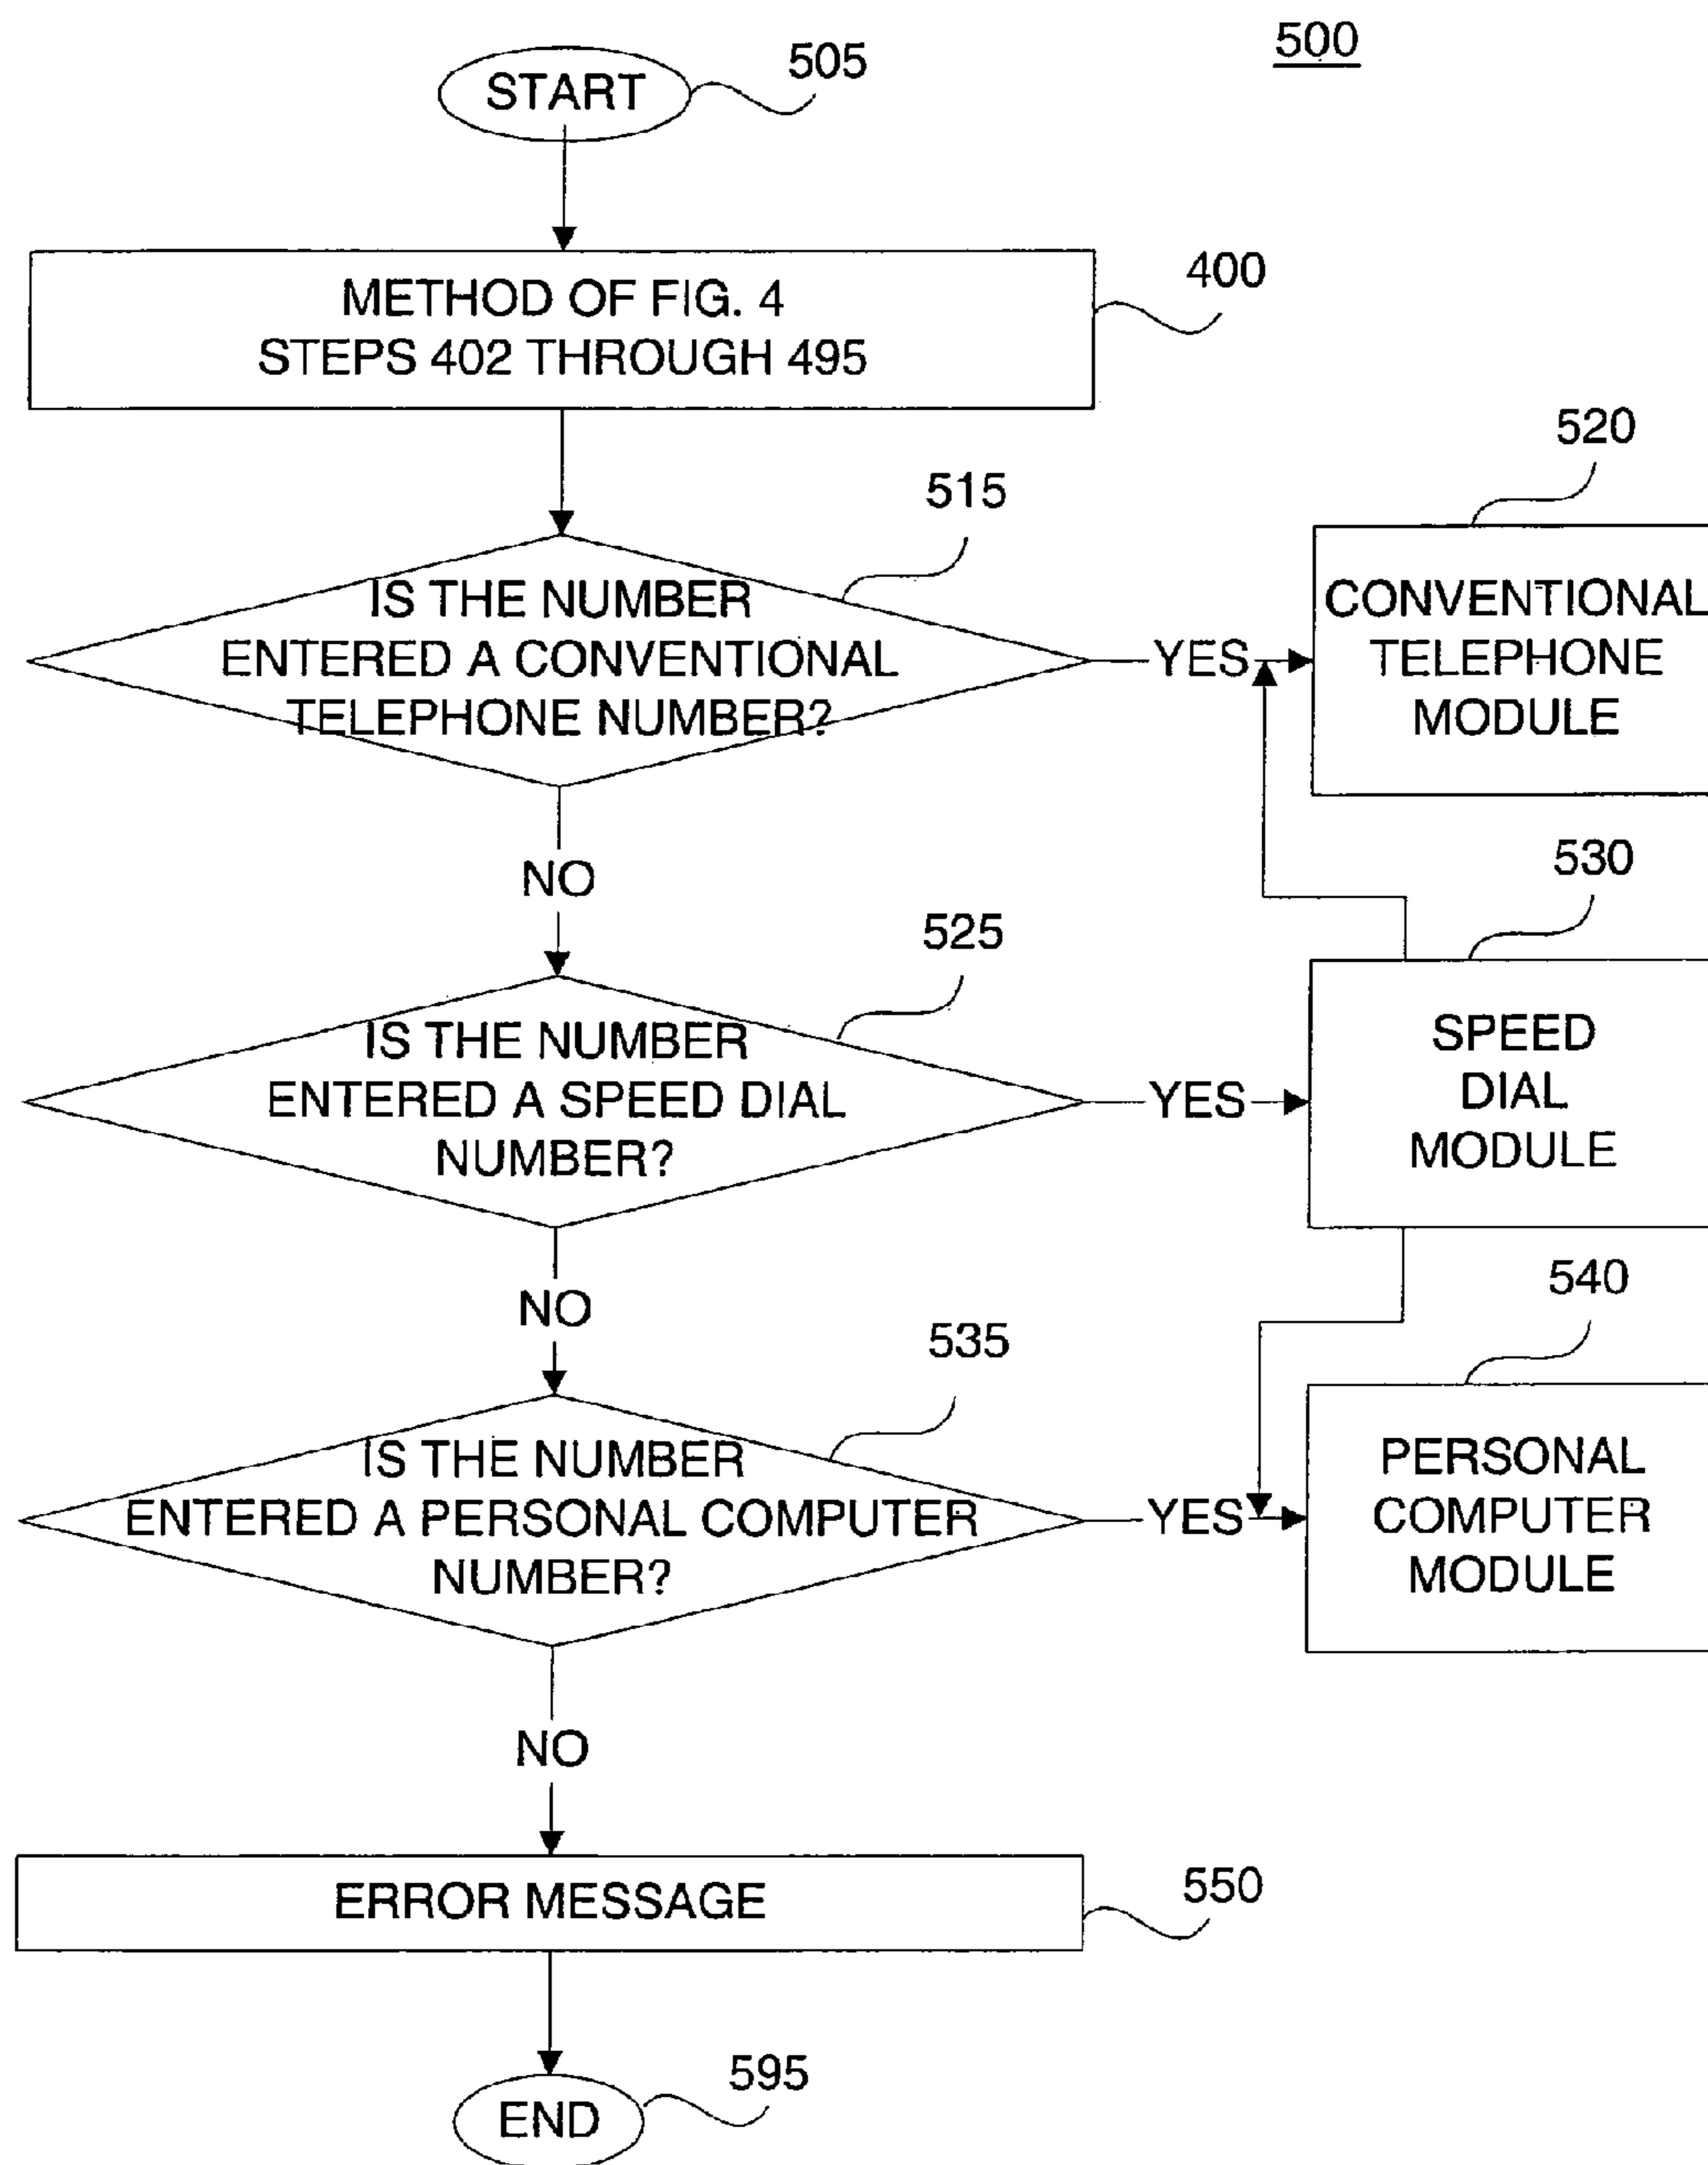 500
START
505
METHOD OF FIG. 4
STEPS 402 THROUGH 495
400
515
IS THE NUMBER
ENTERED A CONVENTIONAL
TELEPHONE NUMBER?
YES
520
CONVENTIONAL
TELEPHONE
MODULE
NO
525
IS THE NUMBER
ENTERED A SPEED DIAL
NUMBER?
YES
530
SPEED
DIAL
MODULE
NO
535
IS THE NUMBER
ENTERED A PERSONAL COMPUTER
NUMBER?
YES
540
PERSONAL
COMPUTER
MODULE
NO
ERROR MESSAGE
550
END
595